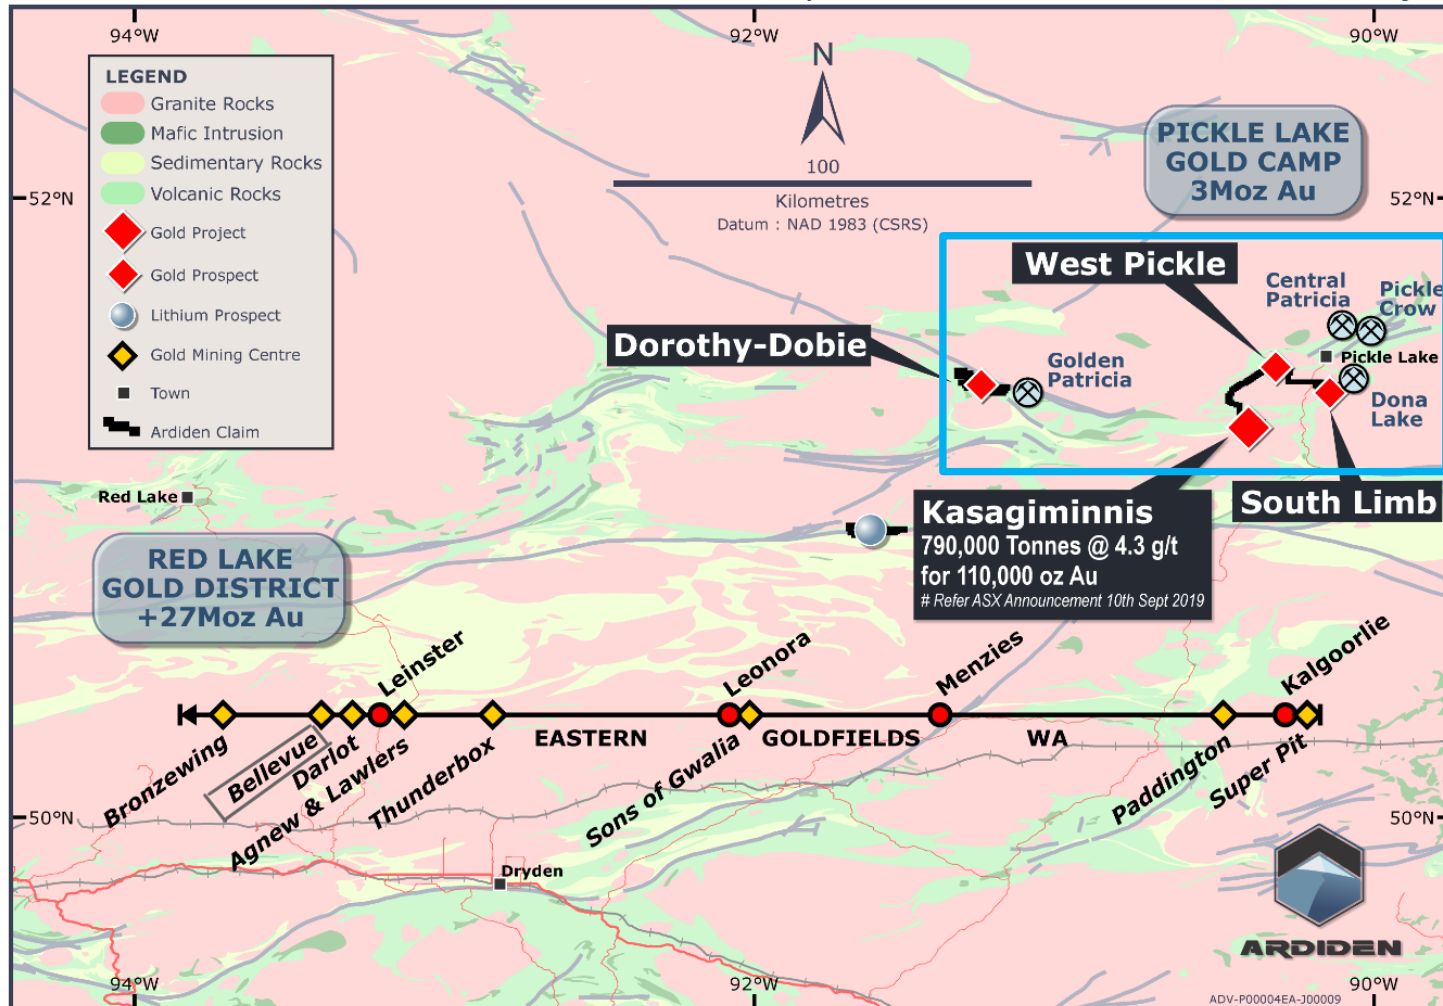 94°W
92°W
90°W
LEGEND
Granite Rocks
Mafic Intrusion
Sedimentary Rocks
Volcanic Rocks
Gold Project
Gold Prospect
Lithium Prospect
Gold Mining Centre
Town
Ardiden Claim
N
100
Kilometres
Datum : NAD 1983 (CSRS)
PICKLE LAKE
GOLD CAMP
3Moz Au
52°N
52°N
West Pickle
Central
Patricia
Pickle
Crow
Pickle Lake
Dorothy-Dobie
Golden
Patricia
Dona
Lake
South Limb
Kasagiminnis
790,000 Tonnes @ 4.3 g/t
for 110,000 oz Au
# Refer ASX Announcement 10th Sept 2019
Red Lake
RED LAKE
GOLD DISTRICT
+27Moz Au
Leinster
Leonora
Menzies
Kalgoorlie
EASTERN
GOLDFIELDS
WA
Bronzewing
Bellevue
Darlot
Agnew & Lawlers
Thunderbox
Sons of Gwalia
Paddington
Super Pit
50°N
50°N
Dryden
ARDIDEN
94°W
92°W
90°W
ADV-P00004EA-J00009